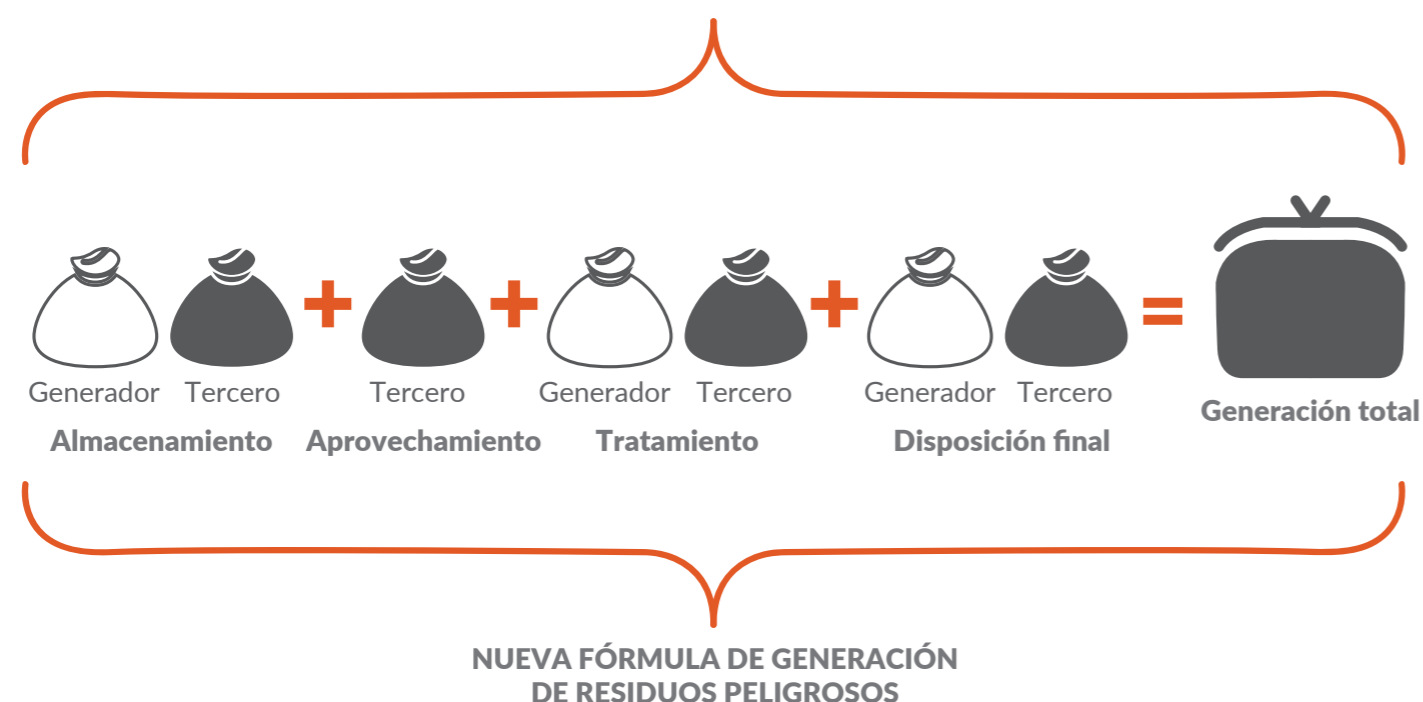 Generador Tercero Tercero Generador Tercero Generador Tercero
Almacenamiento Aprovechamiento Tratamiento Disposición final
Generación total
NUEVA FÓRMULA DE GENERACIÓN
DE RESIDUOS PELIGROSOS